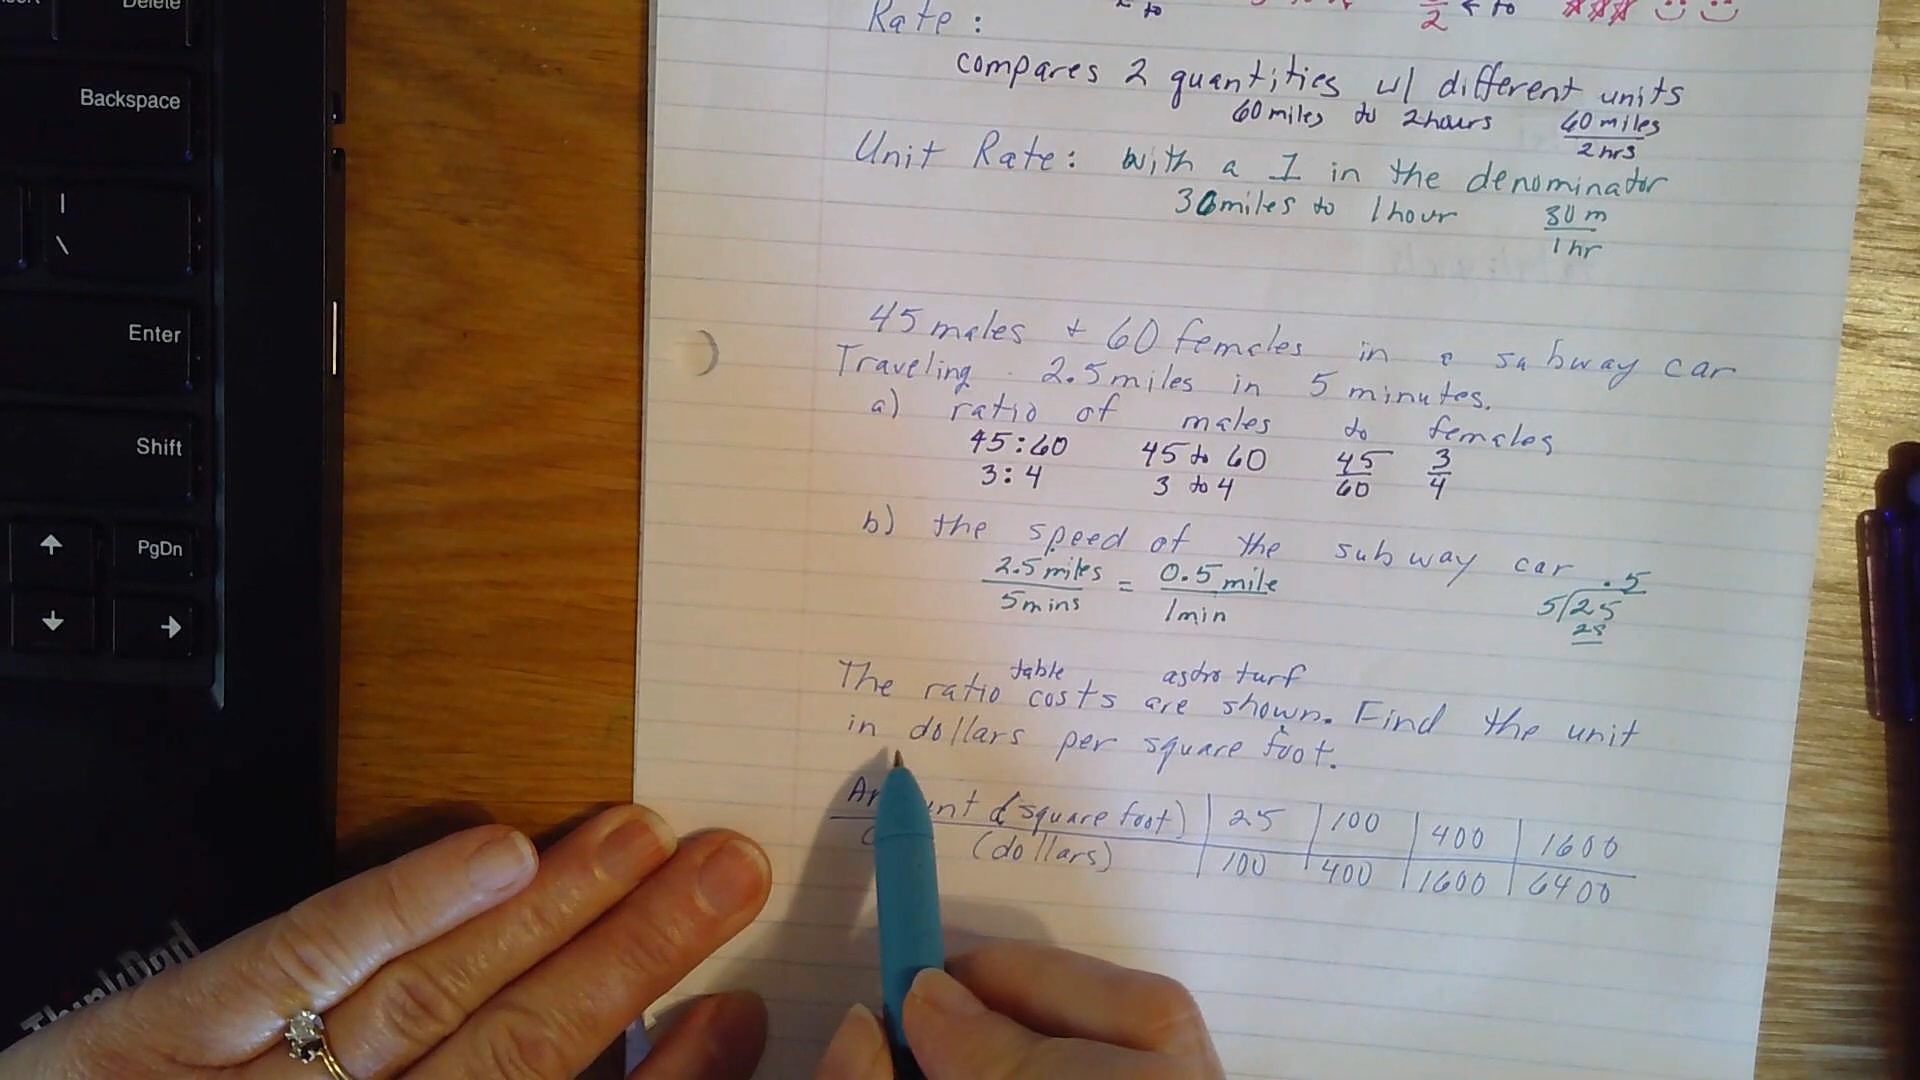 Delete
Backspace
|
\
Enter
Shift
PgDn
ThinkPad
to
2 ← to
Rate :
compares 2 quantities w/ different units
60 miles to 2 hours 60 miles
2 hrs
Unit Rate: with a 1 in the denominator
30 miles to 1 hour 30 m
1 hr
45 males + 60 females in a subway car
Traveling 2.5 miles in 5 minutes.
a) ratio of males to females
45:60 45 to 60 45/60 3/4
3:4 3 to 4
b) the speed of the subway car
2.5 miles/5 mins = 0.5 mile/1 min
.5
5/25
25
table astro turf
The ratio costs are shown. Find the unit
in dollars per square foot.
(square foot) | 25 | 100 | 400 | 1600
(dollars) | 100 | 400 | 1600 | 6400